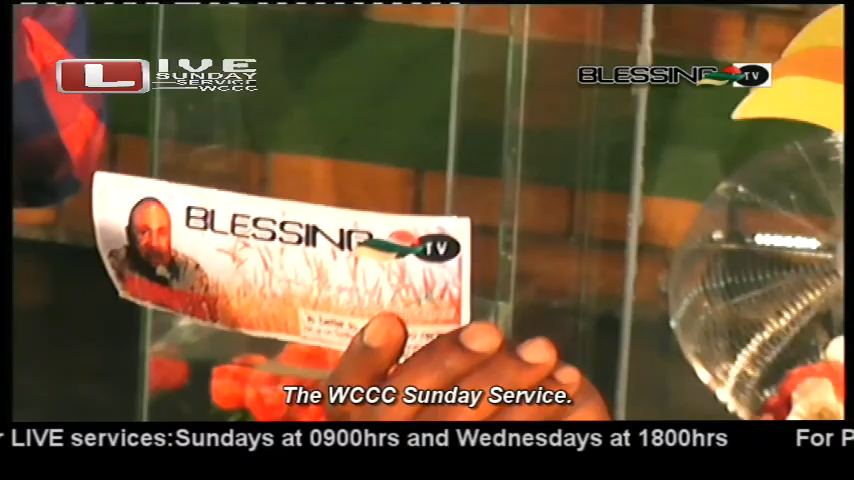 LIVE
SUNDAY
SERVICE
WCCC
BLESSING TV
BLESSING TV
The WCCC Sunday Service.
r LIVE services:Sundays at 0900hrs and Wednesdays at 1800hrs For P